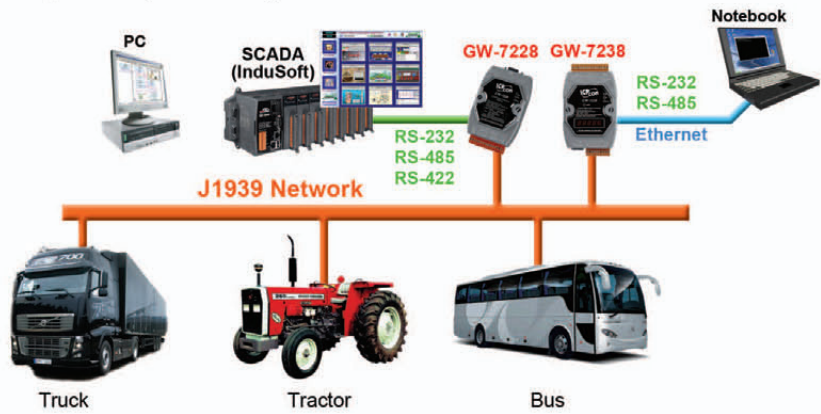 Notebook
PC
SCADA
(InduSoft)
GW-7228
GW-7238
RS-232
RS-485
Ethernet
RS-232
RS-485
RS-422
J1939 Network
700
Truck
Tractor
Bus